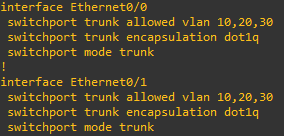 interface Ethernet0/0
 switchport trunk allowed vlan 10,20,30
 switchport trunk encapsulation dot1q
 switchport mode trunk
!
interface Ethernet0/1
 switchport trunk allowed vlan 10,20,30
 switchport trunk encapsulation dot1q
 switchport mode trunk